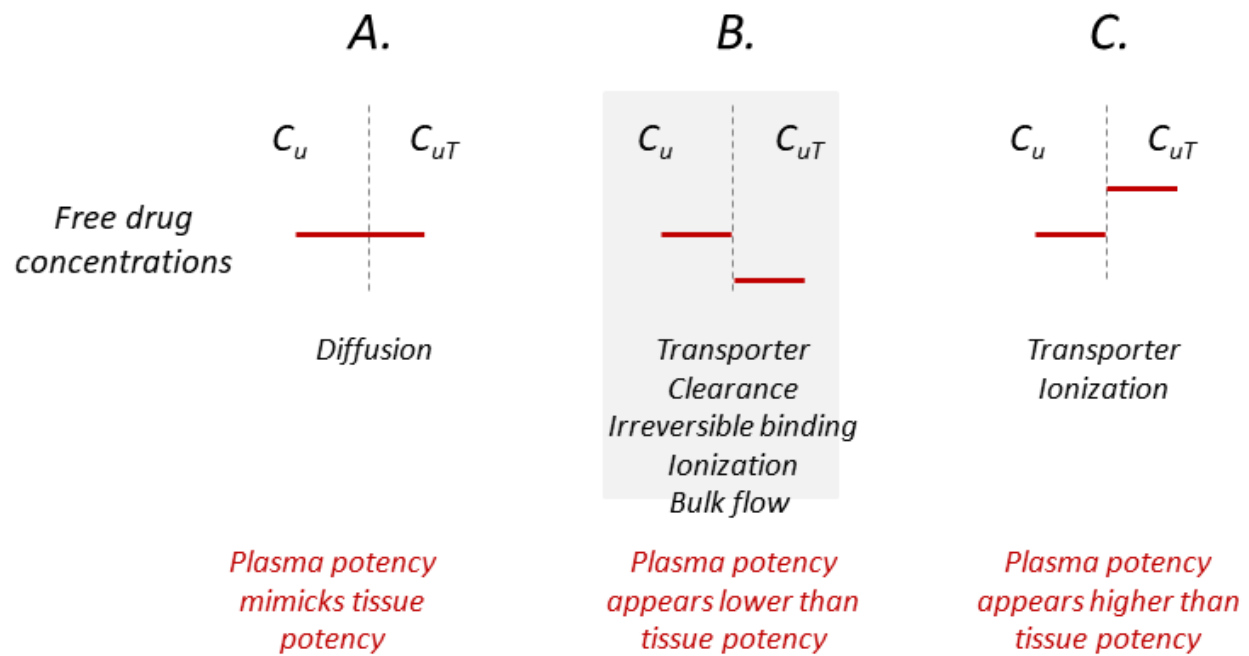 A.
B.
C.
Cu
CuT
Cu
CuT
Cu
CuT
Free drug
concentrations
Diffusion
Transporter
Clearance
Irreversible binding
Ionization
Bulk flow
Transporter
Ionization
Plasma potency
mimicks tissue
potency
Plasma potency
appears lower than
tissue potency
Plasma potency
appears higher than
tissue potency